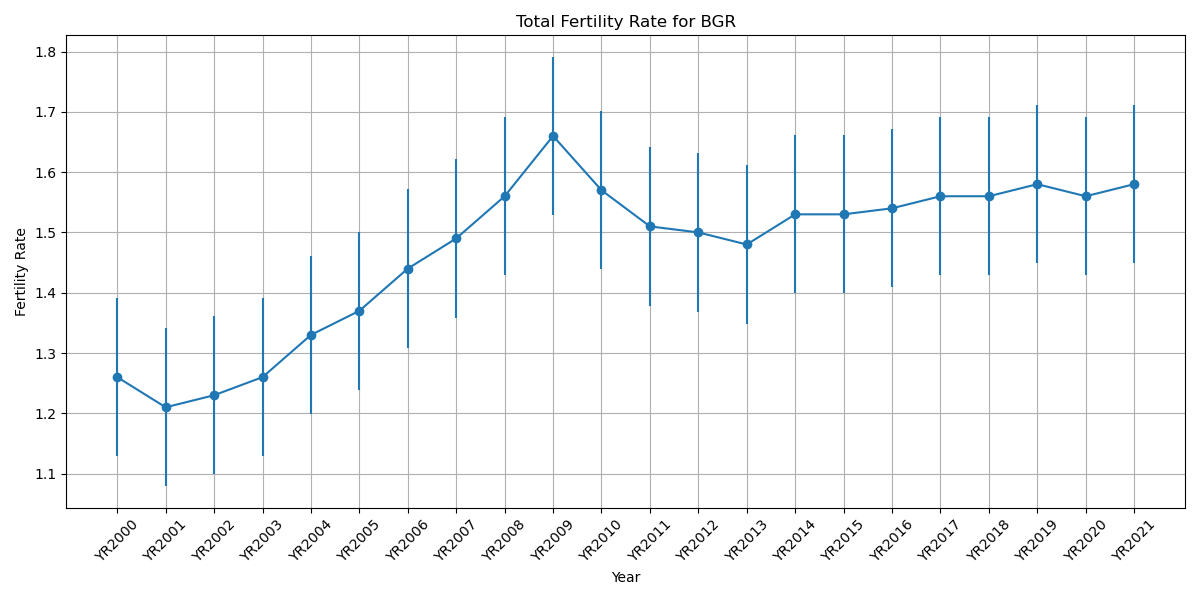 Total Fertility Rate for BGR
Fertility Rate
1.8
1.7
1.6
1.5
1.4
1.3
1.2
1.1
YR2000
YR2001
YR2002
YR2003
YR2004
YR2005
YR2006
YR2007
YR2008
YR2009
YR2010
YR2011
YR2012
YR2013
YR2014
YR2015
YR2016
YR2017
YR2018
YR2019
YR2020
YR2021
Year